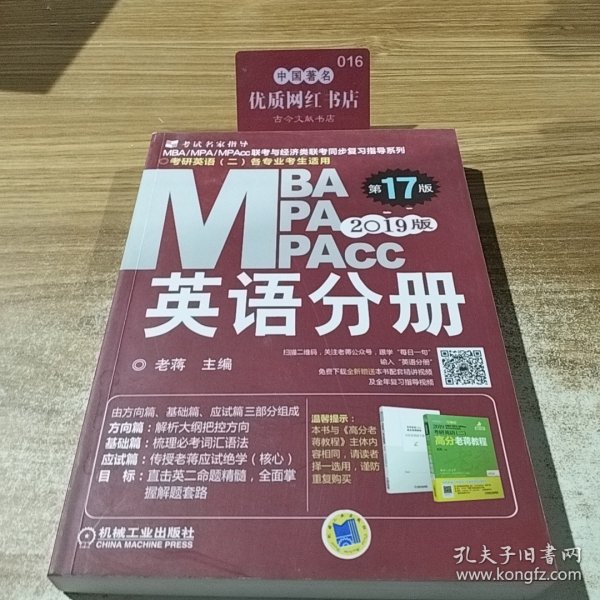 016
中国著名
优质网红书店
古今文献书店
考试名家指导
MBA/MPA/MPAcc联考与经济类联考同步复习指导系列
考研英语(二)各专业考生适用
MBA
MPA
MPAcc
第17版
2019版
英语分册
老蒋 主编
扫描二维码,关注老蒋公众号,跟学“每日一句”
输入“英语分册”
免费下载全新赠送本书配套精讲视频
及全年复习指导视频
由方向篇、基础篇、应试篇三部分组成
方向篇:解析大纲把控方向
基础篇:梳理必考词汇语法
应试篇:传授老蒋应试绝学(核心)
目 标:直击英二命题精髓,全面掌
握解题套路
温馨提示:
本书与《高分老
蒋教程》主体内
容相同,请读者
择一选用,谨防
重复购买
高分老蒋教程
机械工业出版社
CHINA MACHINE PRESS
孔夫子旧书网
www.kongfz.com